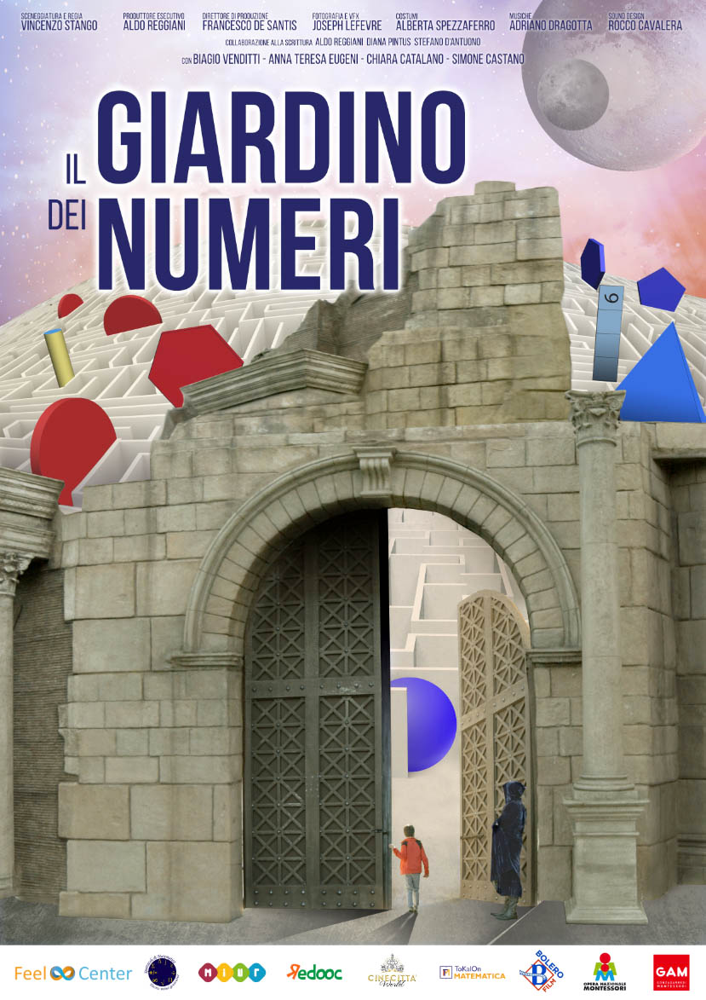 SCENEGGIATURA E REGIA
VINCENZO STANGO
PRODUTTORE ESECUTIVO
ALDO REGGIANI
DIRETTORE DI PRODUZIONE
FRANCESCO DE SANTIS
FOTOGRAFIA E VFX
JOSEPH LEFEVRE
COSTUMI
ALBERTA SPEZZAFERRO
MUSICHE
ADRIANO DRAGOTTA
SOUND DESIGN
ROCCO CAVALERA
COLLABORAZIONE ALLA SCRITTURA ALDO REGGIANI DIANA PINTUS STEFANO D'ANTUONO
CON BIAGIO VENDITTI - ANNA TERESA EUGENI - CHIARA CATALANO - SIMONE CASTANO
IL GIARDINO
DEI NUMERI
9
Feel Center
MIUR
Redooc
CINECITTÀ
World
ToKalOn
MATEMATICA
BOLERO
B
FILM
OPERA NAZIONALE
MONTESSORI
GAM
GONZAGARREDI
MONTESSORI